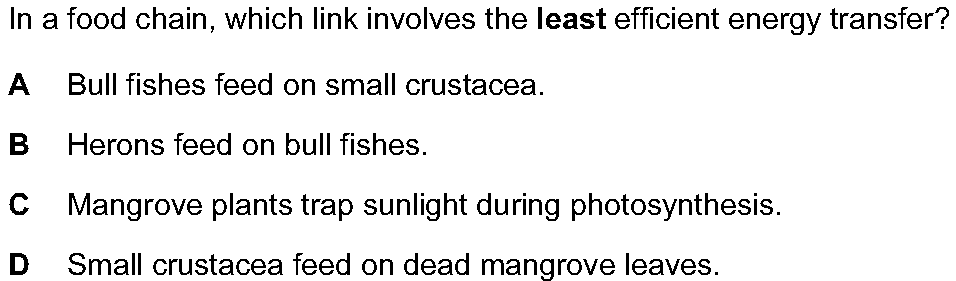 In a food chain, which link involves the least efficient energy transfer?
A Bull fishes feed on small crustacea.
B Herons feed on bull fishes.
C Mangrove plants trap sunlight during photosynthesis.
D Small crustacea feed on dead mangrove leaves.